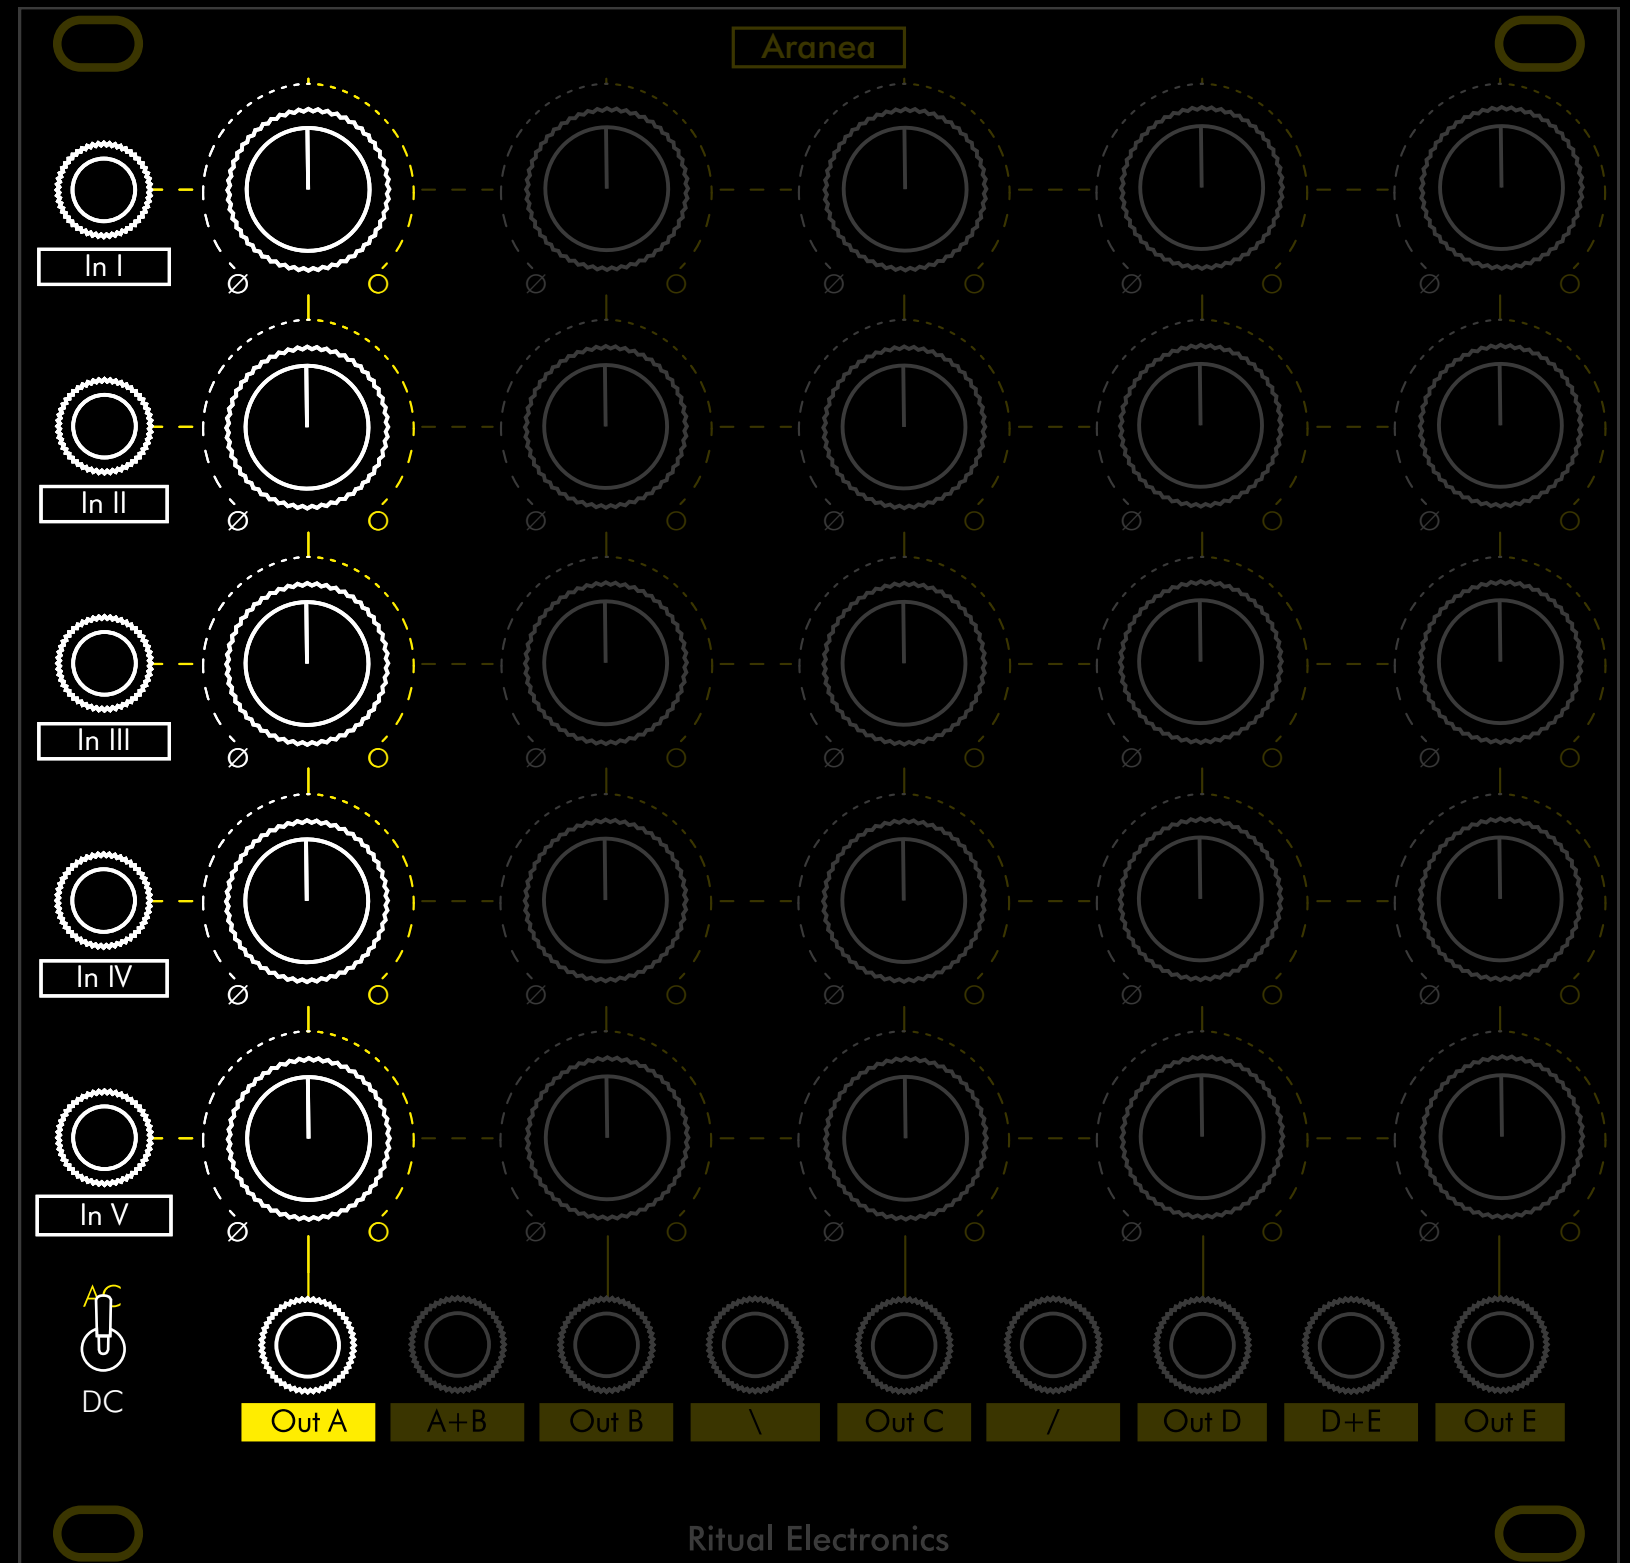 Aranea
In I
In II
In III
In IV
In V
AC
DC
Out A
A+B
Out B
\
Out C
/
Out D
D+E
Out E
Ritual Electronics